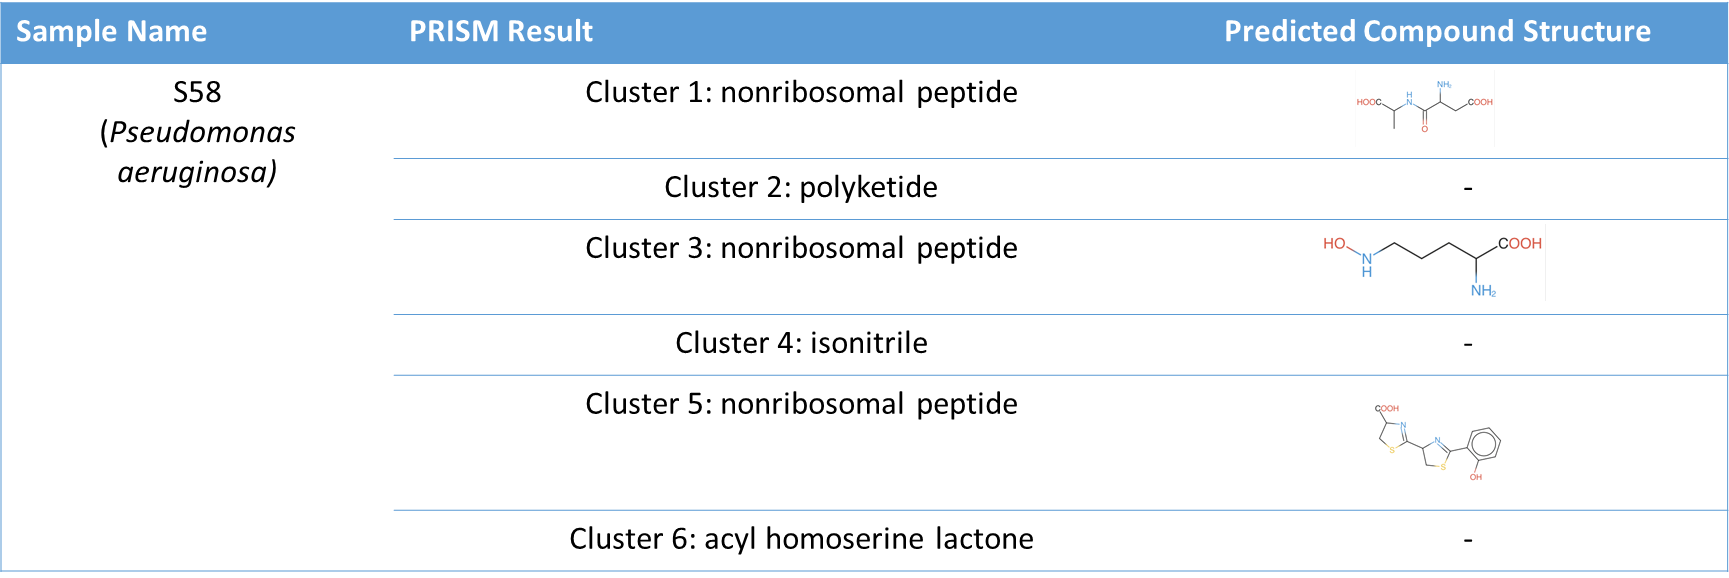 Sample Name PRISM Result Predicted Compound Structure
S58
(Pseudomonas
aeruginosa)
Cluster 1: nonribosomal peptide
NH₂
HOOC H N COOH
O
Cluster 2: polyketide -
Cluster 3: nonribosomal peptide
HO COOH
N
H
NH₂
Cluster 4: isonitrile -
Cluster 5: nonribosomal peptide
COOH
N
N
S
S
OH
Cluster 6: acyl homoserine lactone -